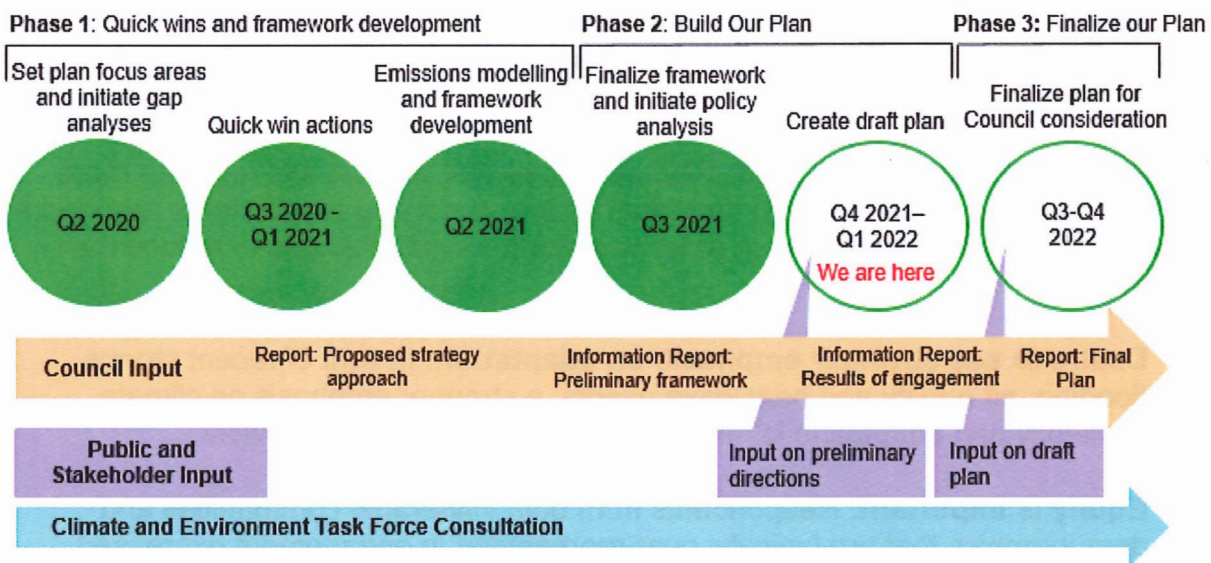 Phase 1: Quick wins and framework development
Phase 2: Build Our Plan
Phase 3: Finalize our Plan
Set plan focus areas
and initiate gap
analyses
Quick win actions
Emissions modelling
and framework
development
Finalize framework
and initiate policy
analysis
Create draft plan
Finalize plan for
Council consideration
Q2 2020
Q3 2020 -
Q1 2021
Q2 2021
Q3 2021
Q4 2021–
Q1 2022
We are here
Q3-Q4
2022
Council Input
Report: Proposed strategy
approach
Information Report:
Preliminary framework
Information Report:
Results of engagement
Report: Final
Plan
Public and
Stakeholder Input
Input on preliminary
directions
Input on draft
plan
Climate and Environment Task Force Consultation